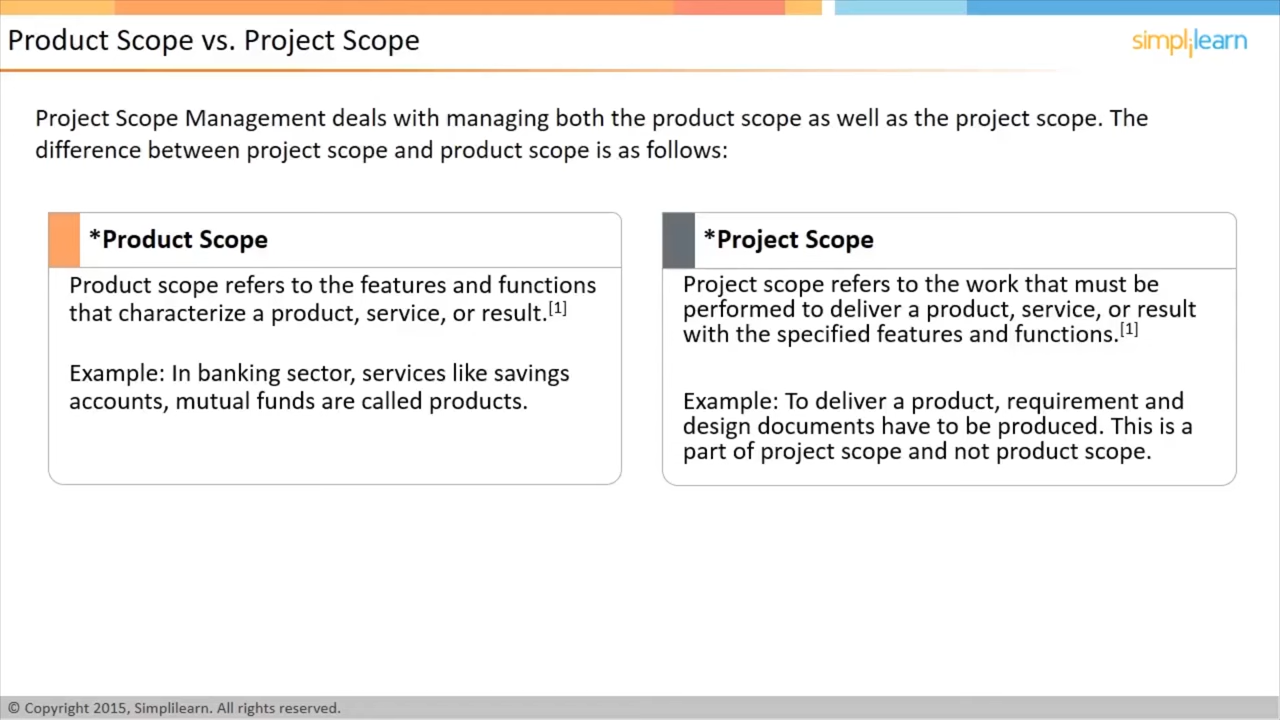 Product Scope vs. Project Scope
simplilearn
Project Scope Management deals with managing both the product scope as well as the project scope. The
difference between project scope and product scope is as follows:
*Product Scope
Product scope refers to the features and functions
that characterize a product, service, or result.[1]
Example: In banking sector, services like savings
accounts, mutual funds are called products.
*Project Scope
Project scope refers to the work that must be
performed to deliver a product, service, or result
with the specified features and functions.[1]
Example: To deliver a product, requirement and
design documents have to be produced. This is a
part of project scope and not product scope.
© Copyright 2015, Simplilearn. All rights reserved.